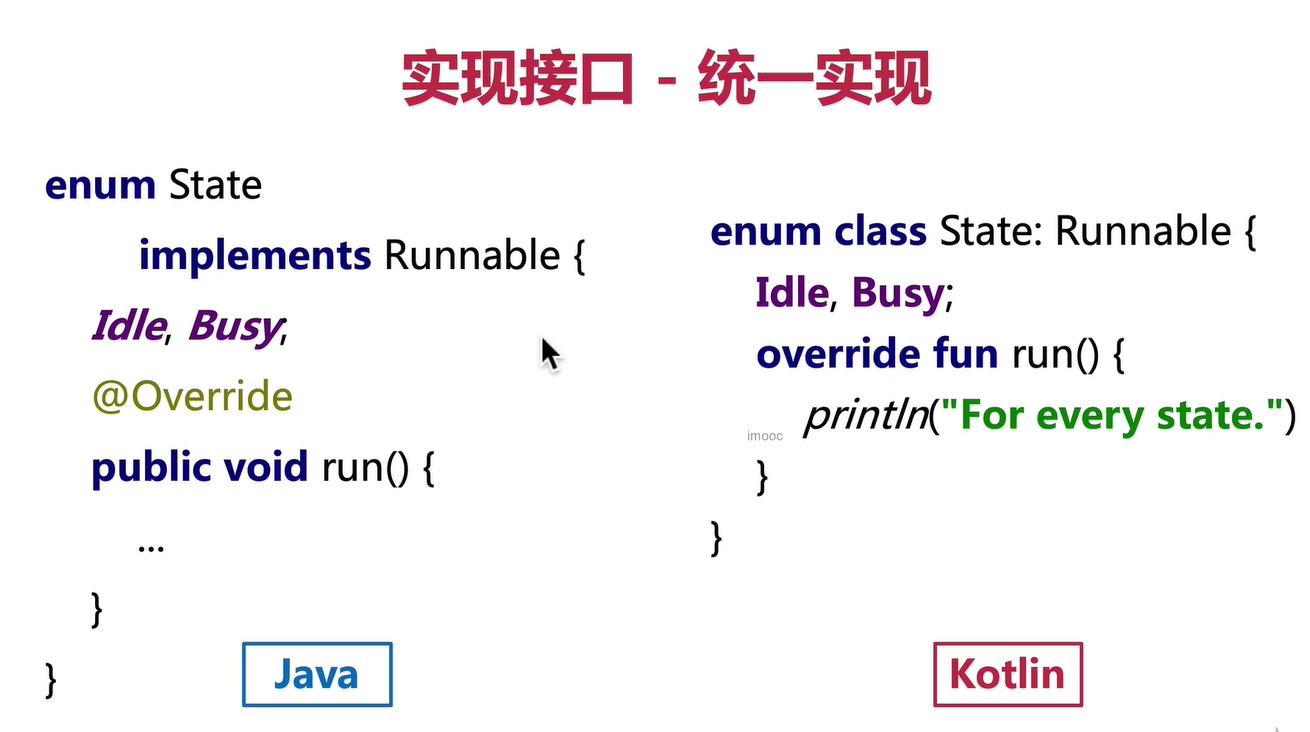 实现接口 - 统一实现
enum State
implements Runnable {
Idle, Busy;
@Override
public void run() {
...
}
}
Java
enum class State: Runnable {
Idle, Busy;
override fun run() {
println("For every state.")
imooc
}
}
Kotlin